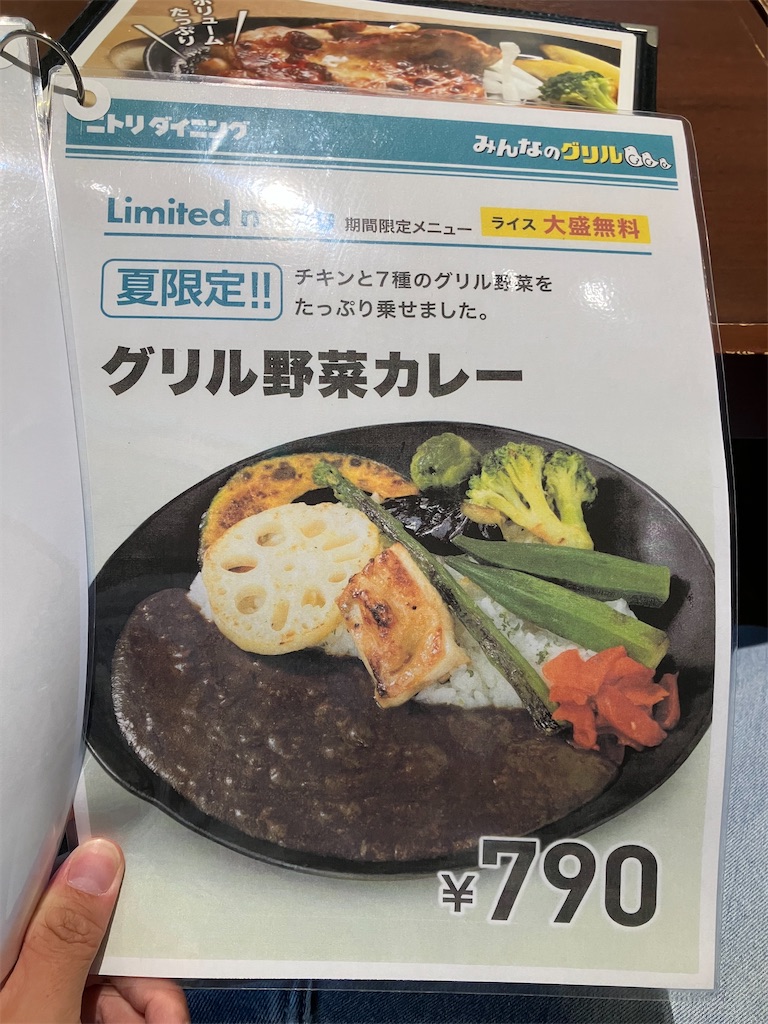 ボリューム
たっぷり
ニトリ ダイニング
みんなのグリル
Limited
期間限定メニュー
ライス 大盛無料
夏限定!!
チキンと7種のグリル野菜を
たっぷり乗せました。
グリル野菜カレー
¥790